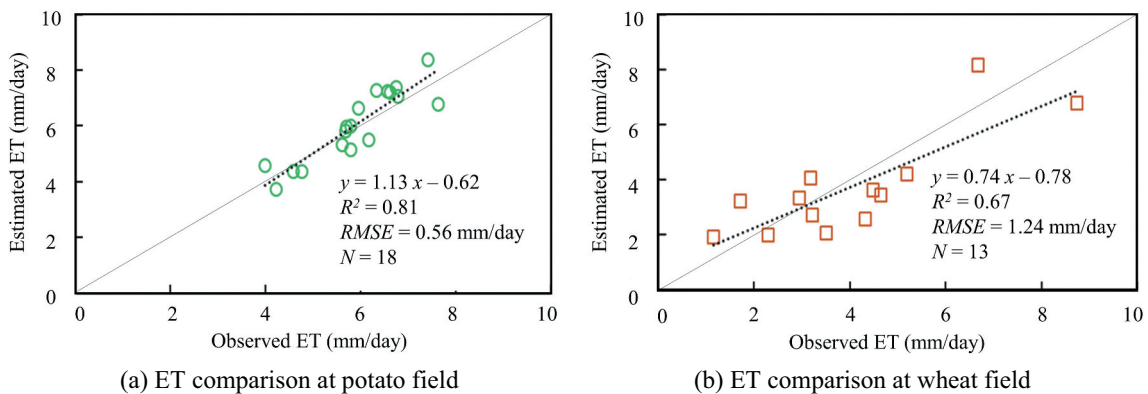 Estimated ET (mm/day)
10
8
6
4
2
0
y = 1.13 x – 0.62
R² = 0.81
RMSE = 0.56 mm/day
N = 18
0 2 4 6 8 10
Observed ET (mm/day)
(a) ET comparison at potato field
Estimated ET (mm/day)
10
8
6
4
2
0
y = 0.74 x – 0.78
R² = 0.67
RMSE = 1.24 mm/day
N = 13
0 2 4 6 8 10
Observed ET (mm/day)
(b) ET comparison at wheat field